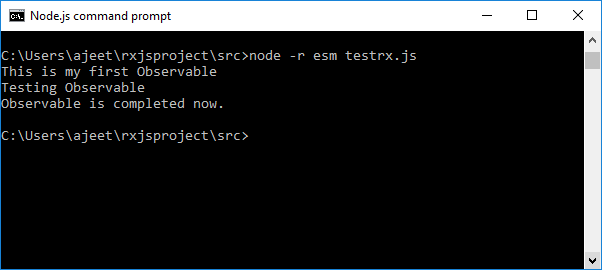 Node.js command prompt
C:\Users\ajeet\rxjsproject\src>node -r esm testrx.js
This is my first Observable
Testing Observable
Observable is completed now.
C:\Users\ajeet\rxjsproject\src>